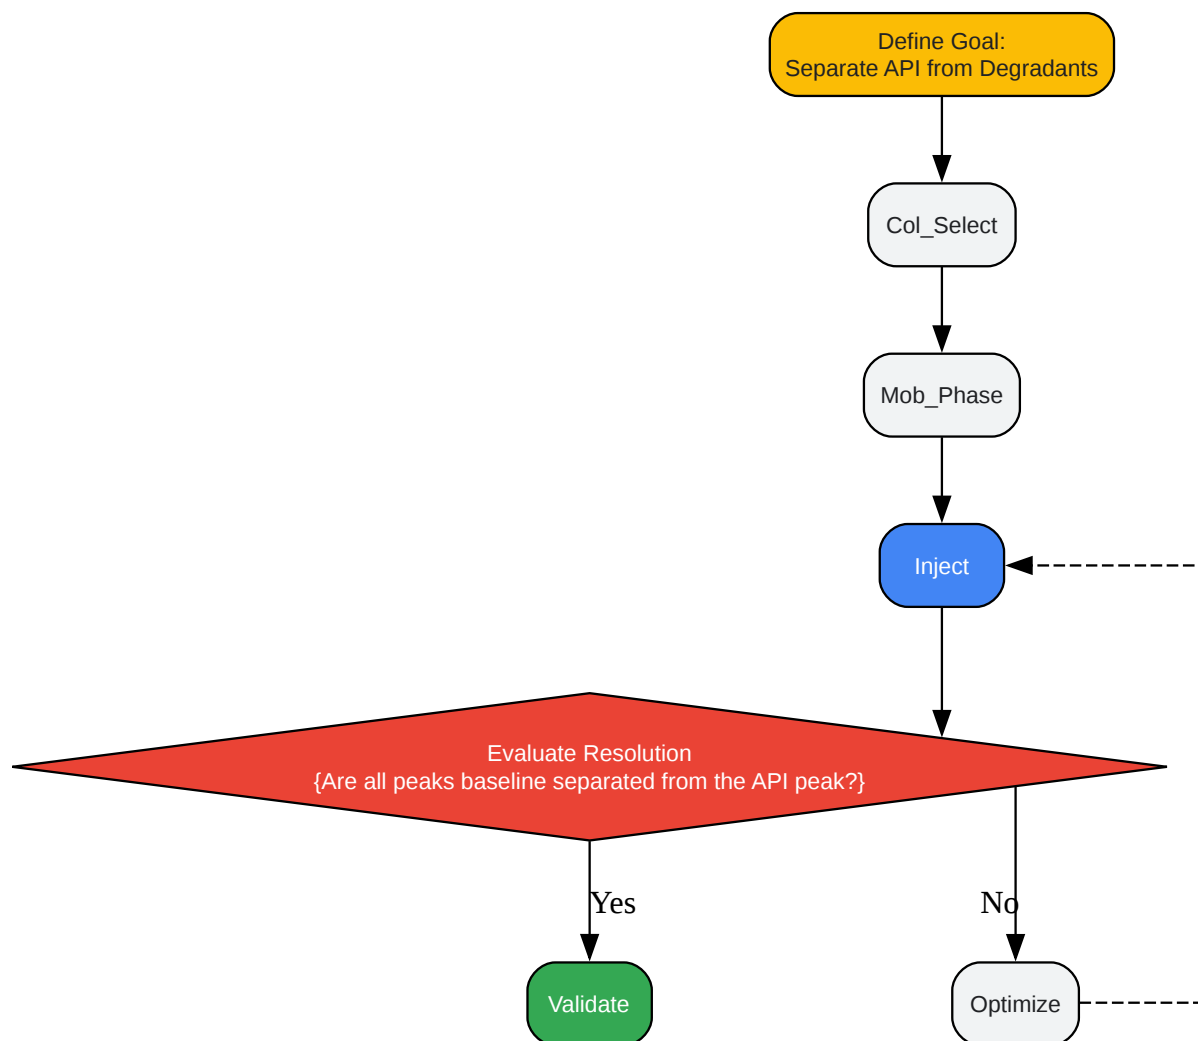 Define Goal:
Separate API from Degradants
Col_Select
Mob_Phase
Inject
Evaluate Resolution
{Are all peaks baseline separated from the API peak?}
Yes
No
Validate
Optimize